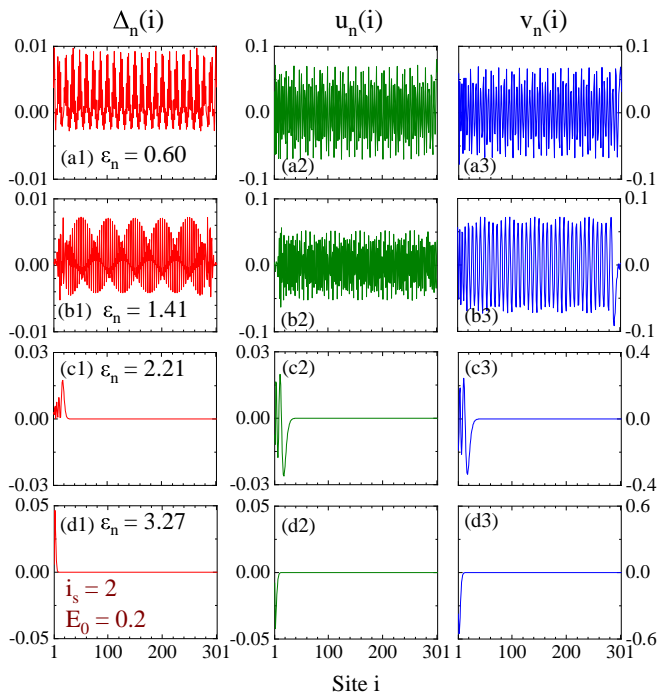 Δₙ(i) uₙ(i) vₙ(i)
0.01 0.1 0.1
0.00 0.0 0.0
(a1) εₙ = 0.60 (a2) (a3)
-0.01 -0.1 -0.1
0.01 0.1 0.1
0.00 0.0 0.0
(b1) εₙ = 1.41 (b2) (b3)
-0.01 -0.1 -0.1
0.03 0.03 0.4
(c1) εₙ = 2.21 (c2) (c3)
0.00 0.00 0.0
-0.03 -0.03 -0.4
0.05 0.05 0.6
(d1) εₙ = 3.27 (d2) (d3)
0.00 0.00 0.0
iₛ = 2
E₀ = 0.2
-0.05 -0.05 -0.6
1 100 200 301 1 100 200 301 1 100 200 301
Site i